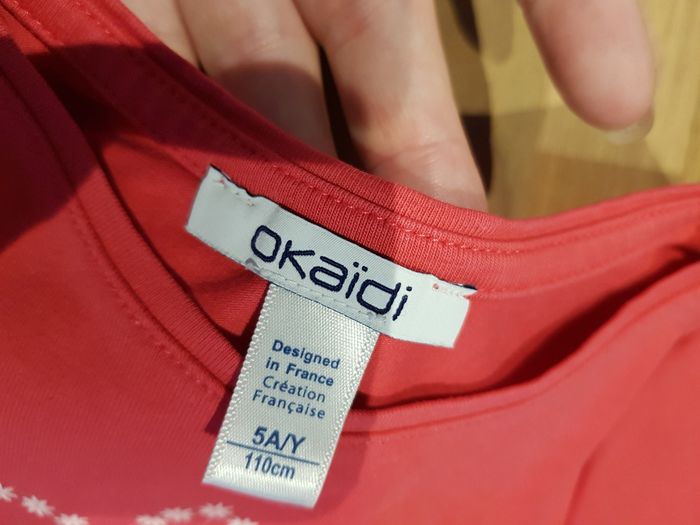 okaïdi
Designed
in France
Création
Française
5A/Y
110cm